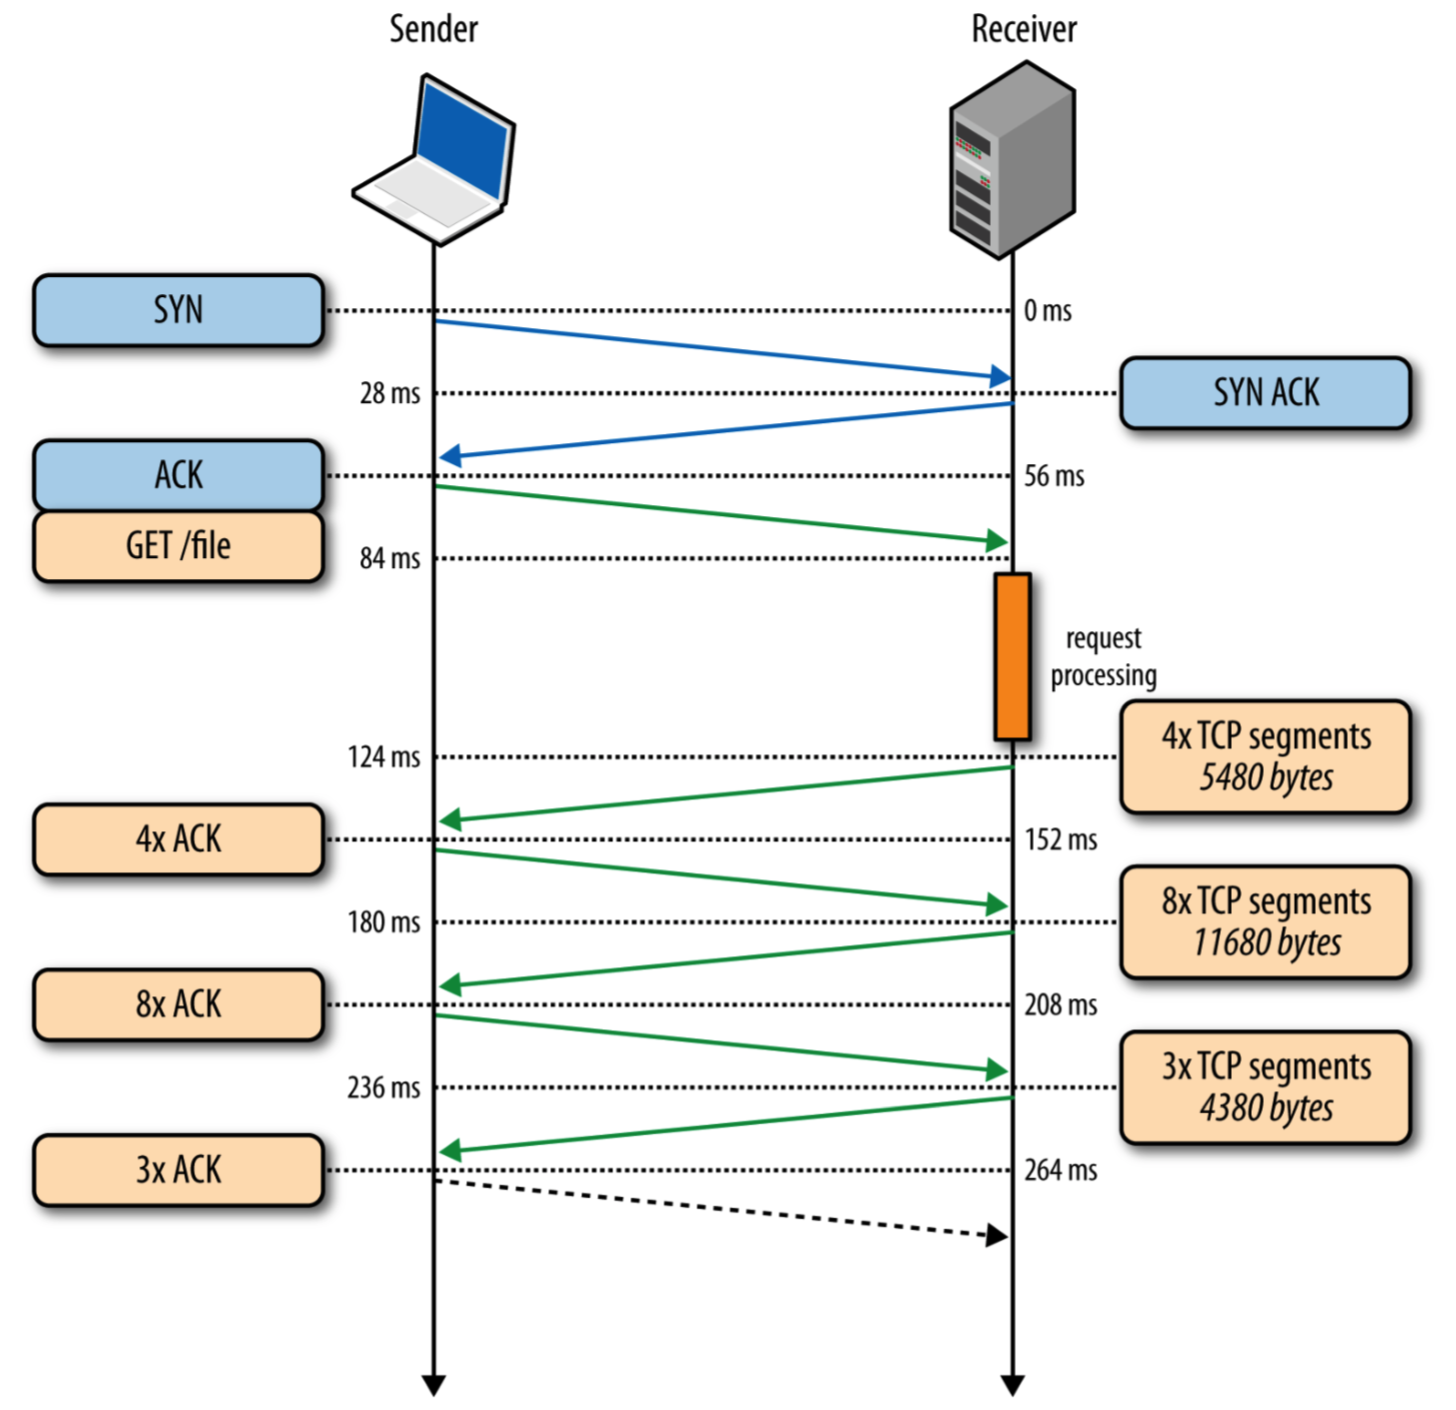 Sender
Receiver
SYN
0 ms
28 ms
SYN ACK
ACK
56 ms
GET /file
84 ms
request
processing
124 ms
4x TCP segments
5480 bytes
4x ACK
152 ms
180 ms
8x TCP segments
11680 bytes
8x ACK
208 ms
236 ms
3x TCP segments
4380 bytes
3x ACK
264 ms